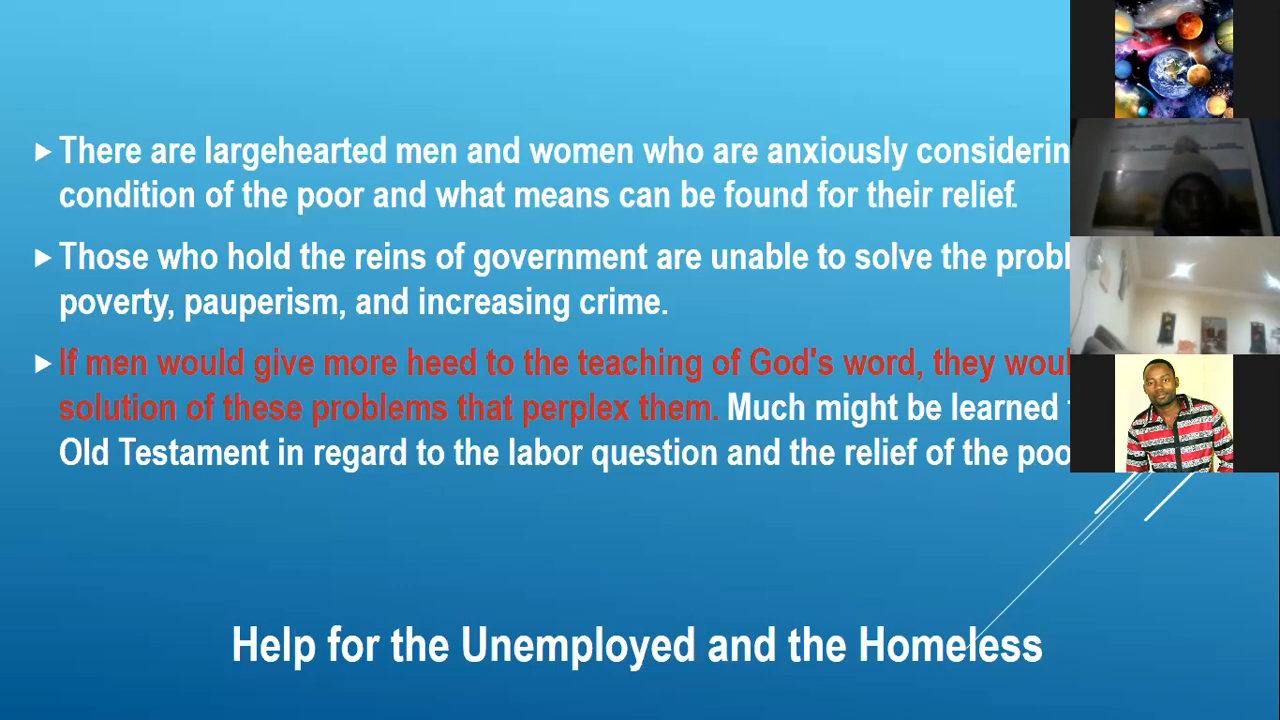 There are largehearted men and women who are anxiously
condition of the poor and what means can be found for their relief.
Those who hold the reins of government are unable to solve the
poverty, pauperism, and increasing crime.
If men would give more heed to the teaching of God's word, they
solution of these problems that perplex them. Much might be learned
Old Testament in regard to the labor question and the relief of the
Help for the Unemployed and the Homeless